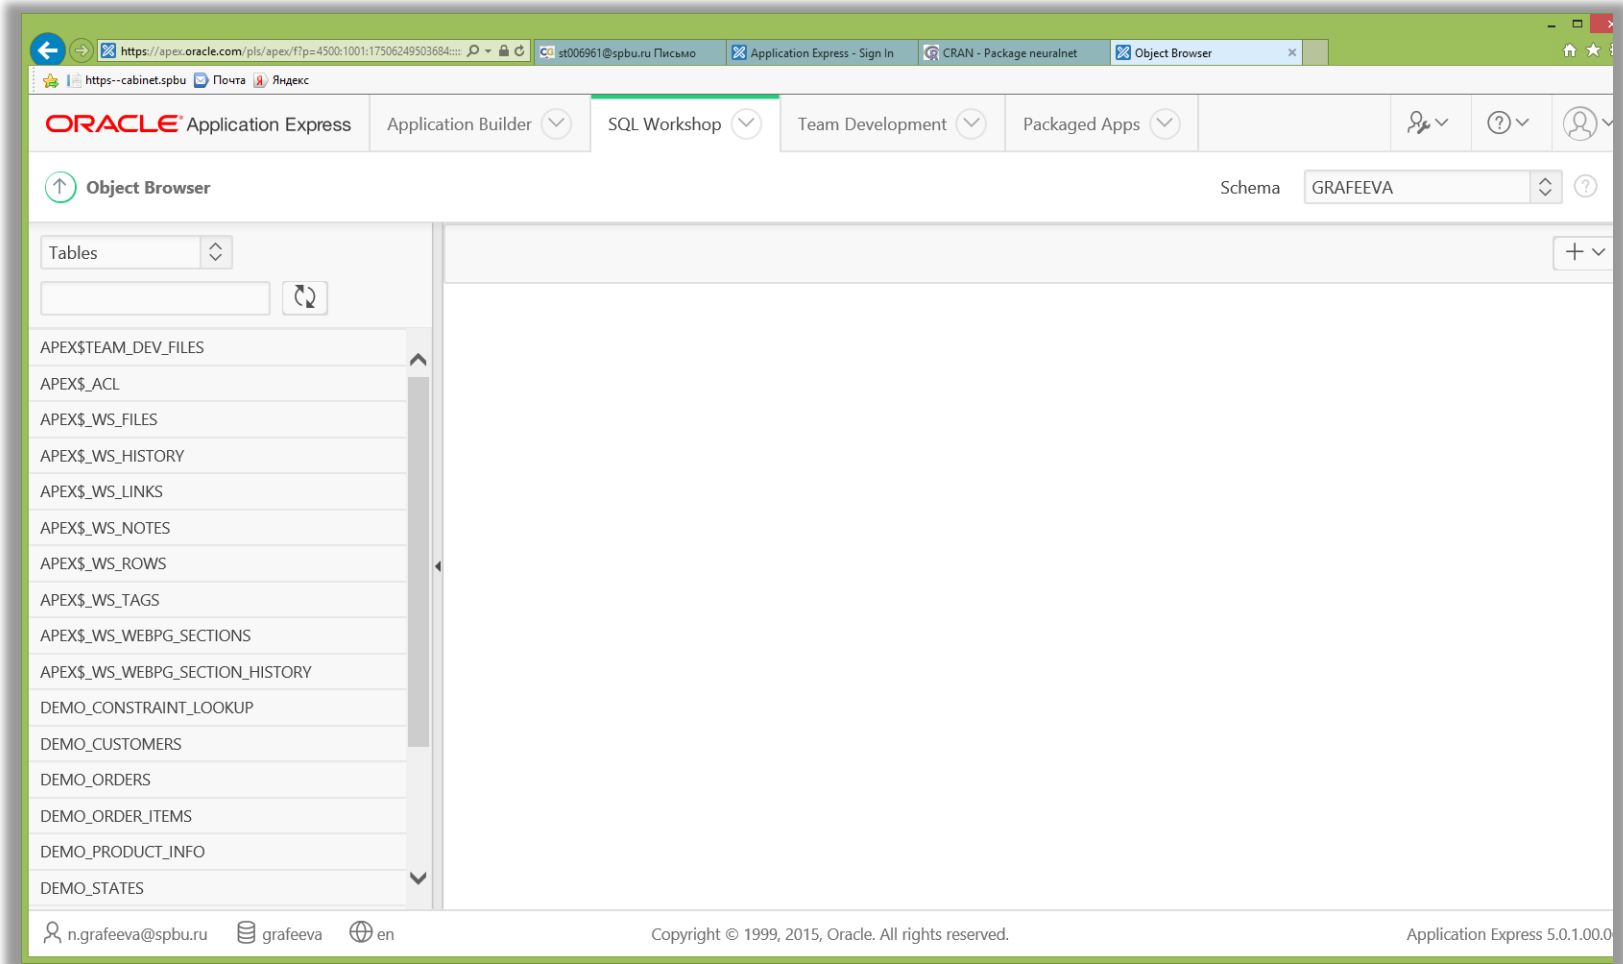 https://apex.oracle.com/pls/apex/f?p=4500:1001:17506249503684:::: st006961@spbu.ru Письмо Application Express - Sign In CRAN - Package neuralnet Object Browser
https--cabinet.spbu Почта Яндекс
ORACLE Application Express Application Builder SQL Workshop Team Development Packaged Apps
Object Browser Schema GRAFEEVA
Tables
APEX$TEAM_DEV_FILES
APEX$_ACL
APEX$_WS_FILES
APEX$_WS_HISTORY
APEX$_WS_LINKS
APEX$_WS_NOTES
APEX$_WS_ROWS
APEX$_WS_TAGS
APEX$_WS_WEBPG_SECTIONS
APEX$_WS_WEBPG_SECTION_HISTORY
DEMO_CONSTRAINT_LOOKUP
DEMO_CUSTOMERS
DEMO_ORDERS
DEMO_ORDER_ITEMS
DEMO_PRODUCT_INFO
DEMO_STATES
n.grafeeva@spbu.ru grafeeva en Copyright © 1999, 2015, Oracle. All rights reserved. Application Express 5.0.1.00.0